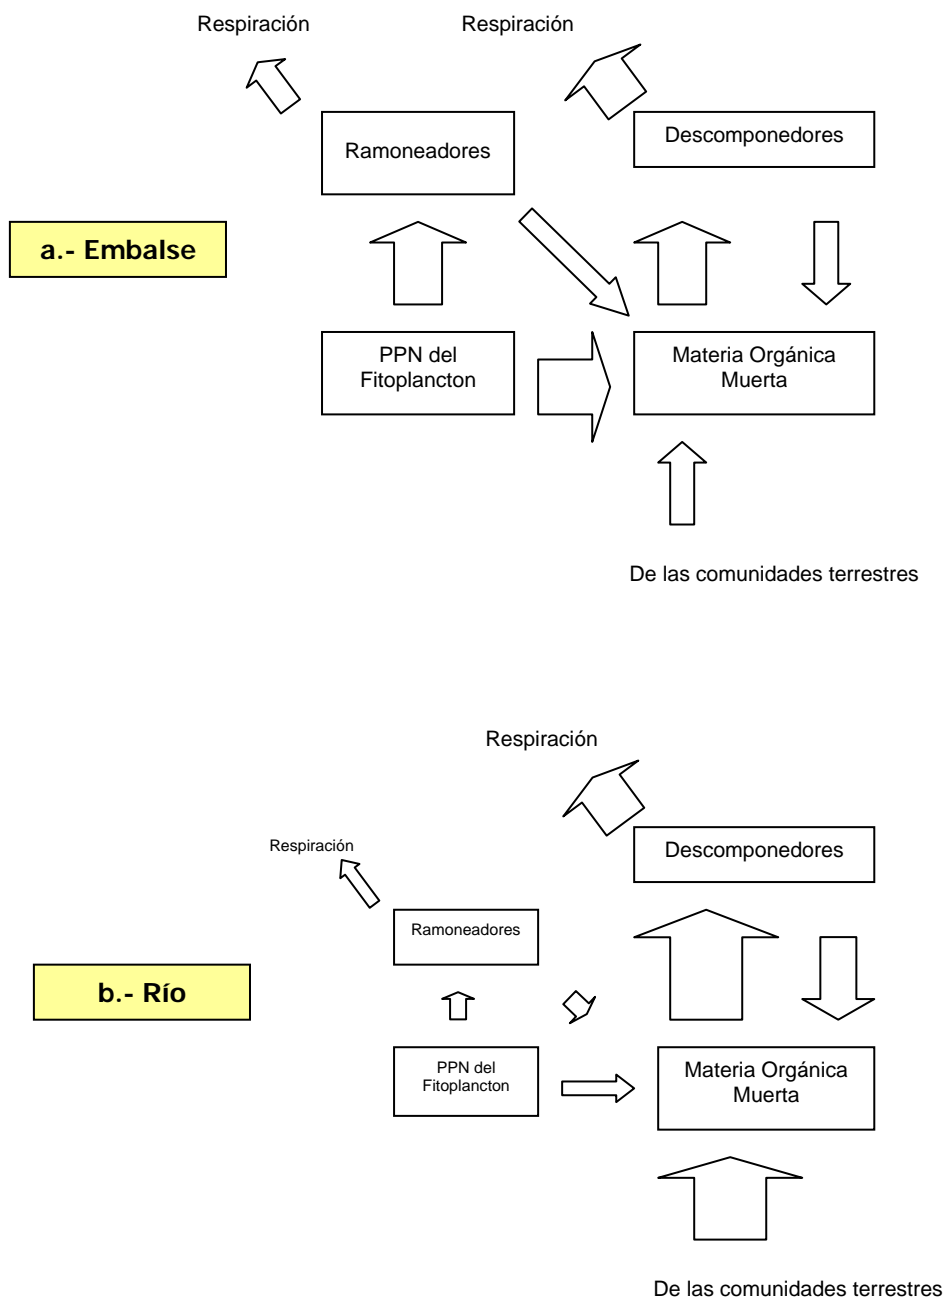 Respiración
Respiración
Ramoneadores
Descomponedores
a.- Embalse
PPN del
Fitoplancton
Materia Orgánica
Muerta
De las comunidades terrestres
Respiración
Respiración
Descomponedores
Ramoneadores
b.- Río
PPN del
Fitoplancton
Materia Orgánica
Muerta
De las comunidades terrestres